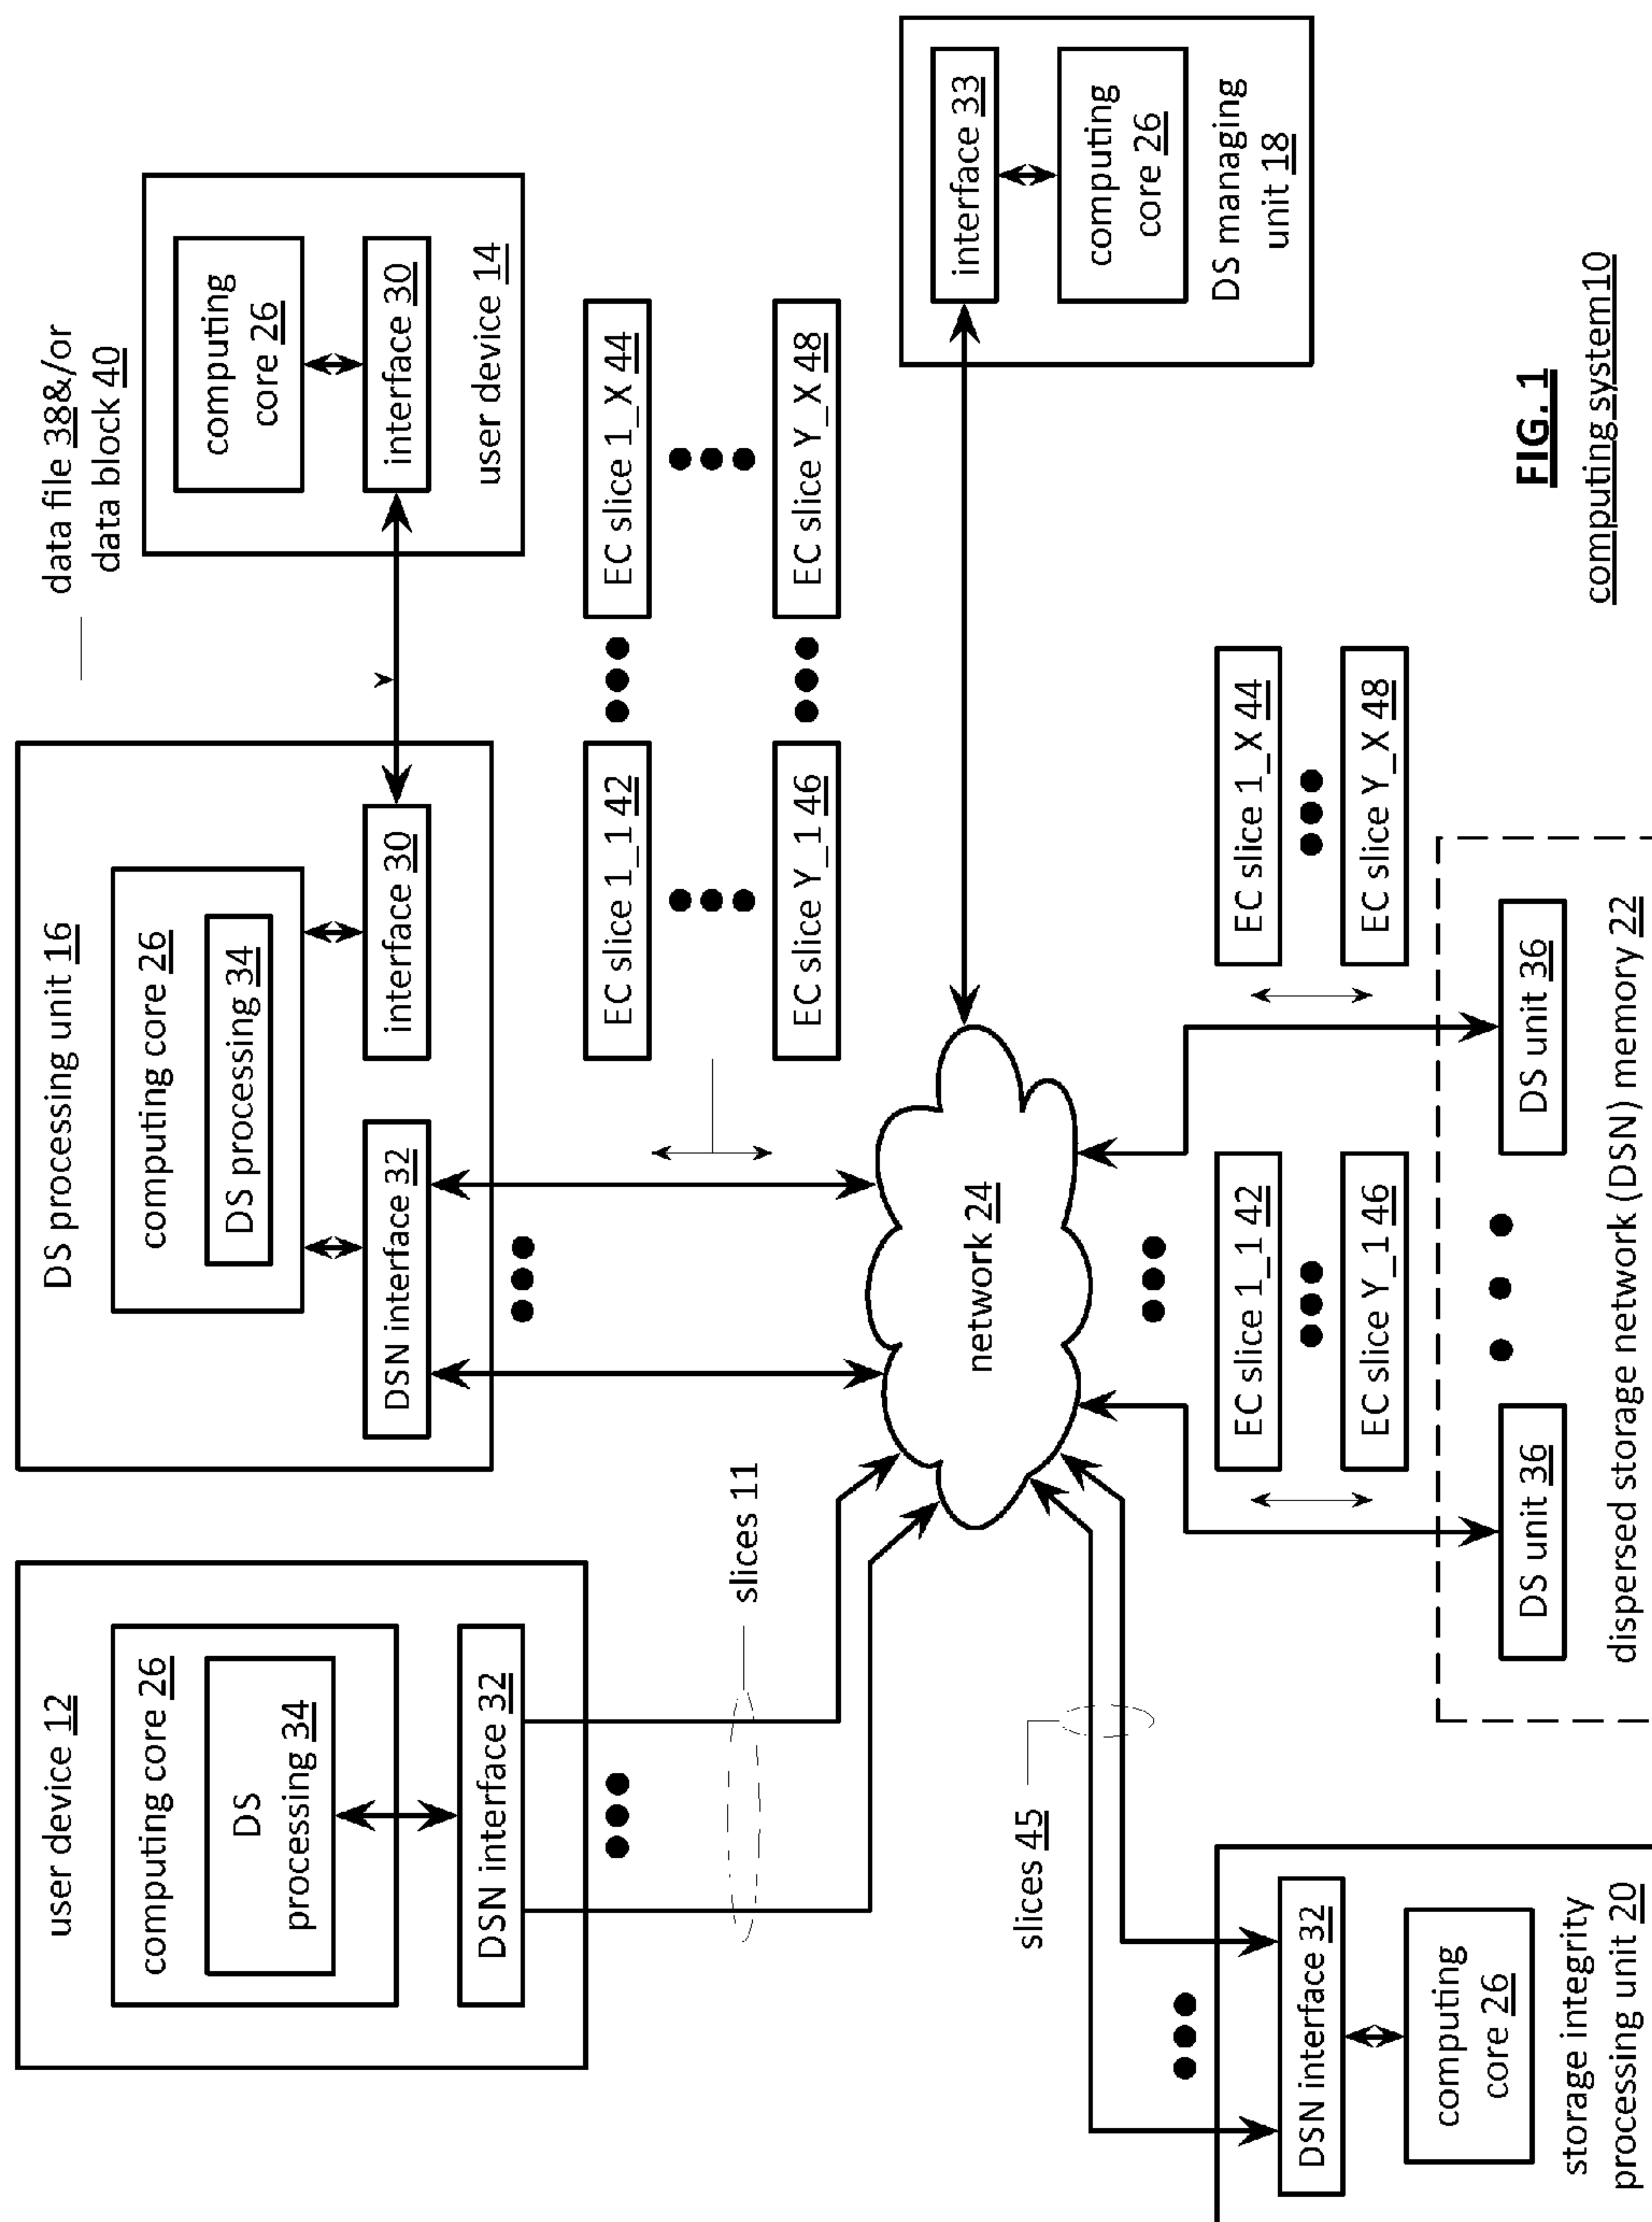 user device 12
computing core 26
DS
processing 34
DSN interface 32
slices 11
DS processing unit 16
computing core 26
DS processing 34
DSN interface 32
interface 30
data file 38&/or
data block 40
computing
core 26
interface 30
user device 14
EC slice 1_1 42
EC slice 1_X 44
EC slice Y_1 46
EC slice Y_X 48
network 24
interface 33
computing
core 26
DS managing
unit 18
slices 45
DSN interface 32
computing
core 26
storage integrity
processing unit 20
EC slice 1_1 42
EC slice Y_1 46
EC slice 1_X 44
EC slice Y_X 48
DS unit 36
DS unit 36
dispersed storage network (DSN) memory 22
FIG. 1
computing system10